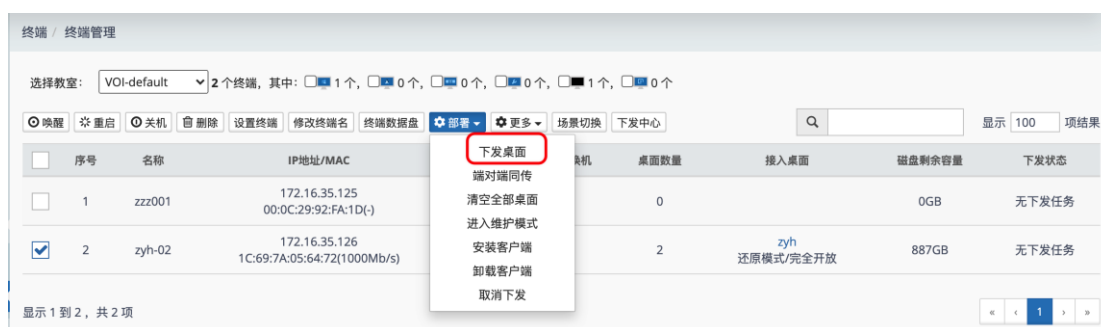 终端 / 终端管理
选择教室： VOI-default 2 个终端，其中： 1 个， 0 个， 0 个， 0 个， 1 个， 0 个
唤醒 重启 关机 删除 设置终端 修改终端名 终端数据盘 部署 更多 场景切换 下发中心 显示 100 项结果
下发桌面
端对端同传
清空全部桌面
进入维护模式
安装客户端
卸载客户端
取消下发
序号 名称 IP地址/MAC 换机 桌面数量 接入桌面 磁盘剩余容量 下发状态
1 zzz001 172.16.35.125 0 0GB 无下发任务
00:0C:29:92:FA:1D(-)
2 zyh-02 172.16.35.126 2 zyh 887GB 无下发任务
1C:69:7A:05:64:72(1000Mb/s) 还原模式/完全开放
显示 1 到 2 ，共 2 项 « ‹ 1 › »